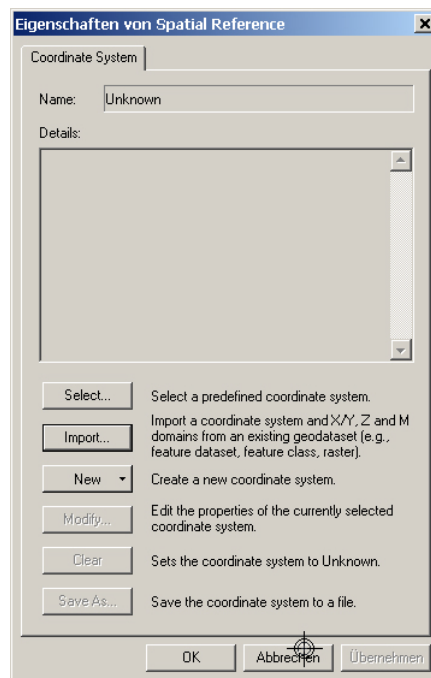 Eigenschaften von Spatial Reference
Coordinate System
Name: Unknown
Details:
Select... Select a predefined coordinate system.
Import... Import a coordinate system and X/Y, Z and M
domains from an existing geodataset (e.g.,
feature dataset, feature class, raster).
New Create a new coordinate system.
Modify... Edit the properties of the currently selected
coordinate system.
Clear Sets the coordinate system to Unknown.
Save As... Save the coordinate system to a file.
OK Abbrechen Übernehmen